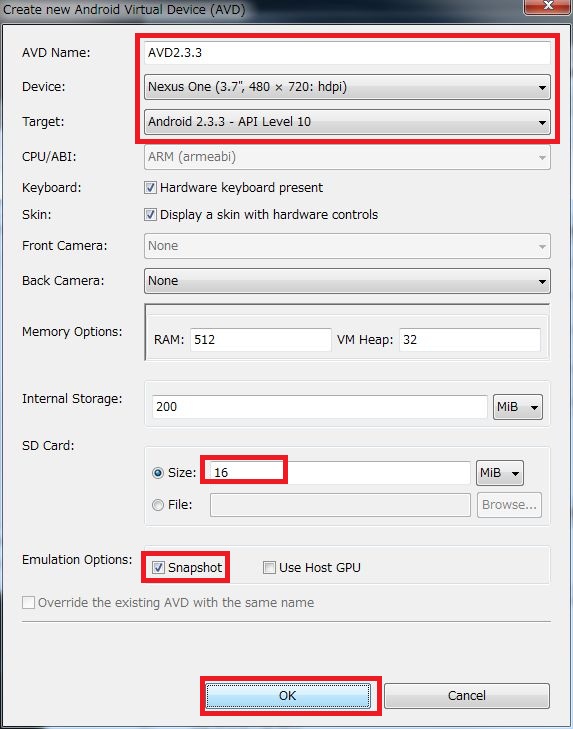 Create new Android Virtual Device (AVD)
AVD Name: AVD2.3.3
Device: Nexus One (3.7", 480 × 720: hdpi)
Target: Android 2.3.3 - API Level 10
CPU/ABI: ARM (armeabi)
Keyboard: Hardware keyboard present
Skin: Display a skin with hardware controls
Front Camera: None
Back Camera: None
Memory Options: RAM: 512 VM Heap: 32
Internal Storage: 200 MiB
SD Card:
Size: 16 MiB
File: Browse...
Emulation Options: Snapshot Use Host GPU
Override the existing AVD with the same name
OK Cancel